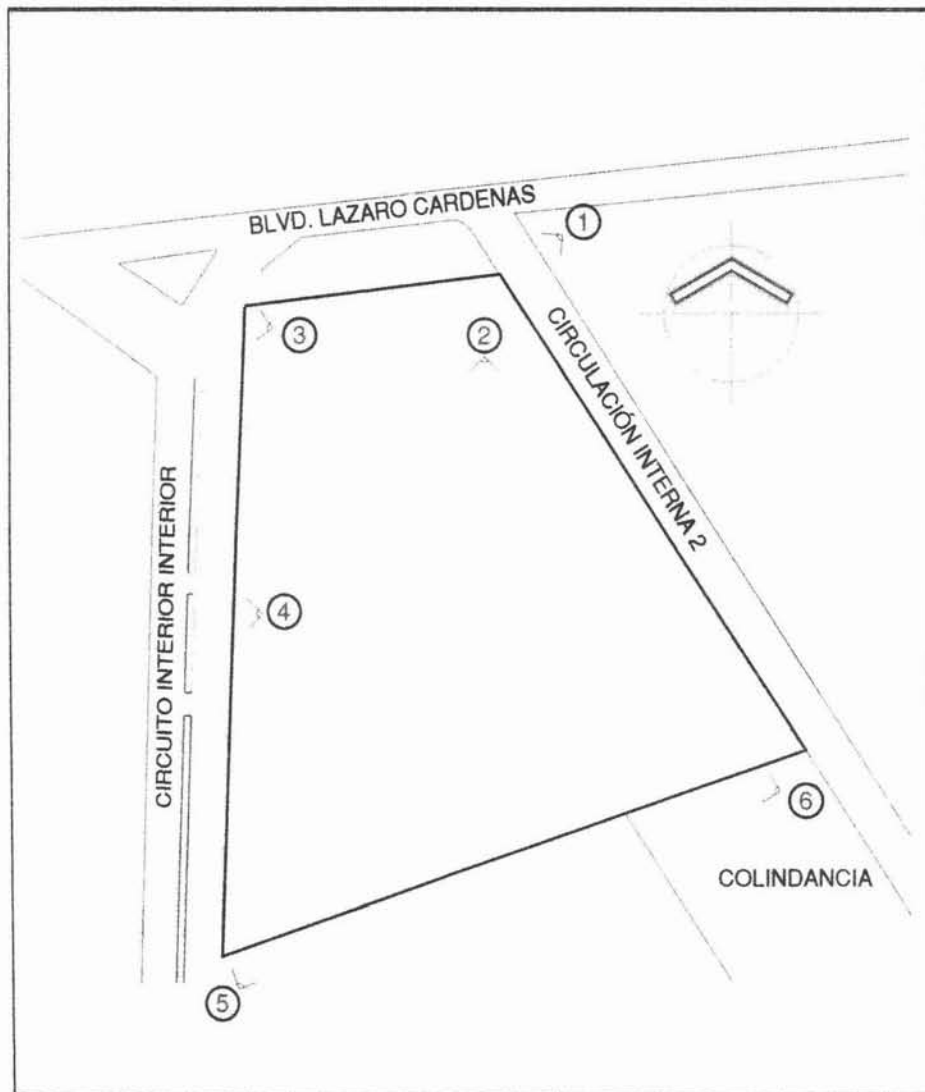 BLVD. LAZARO CARDENAS
1
3
2
CIRCULACIÓN INTERNA 2
CIRCUITO INTERIOR INTERIOR
4
6
COLINDANCIA
5